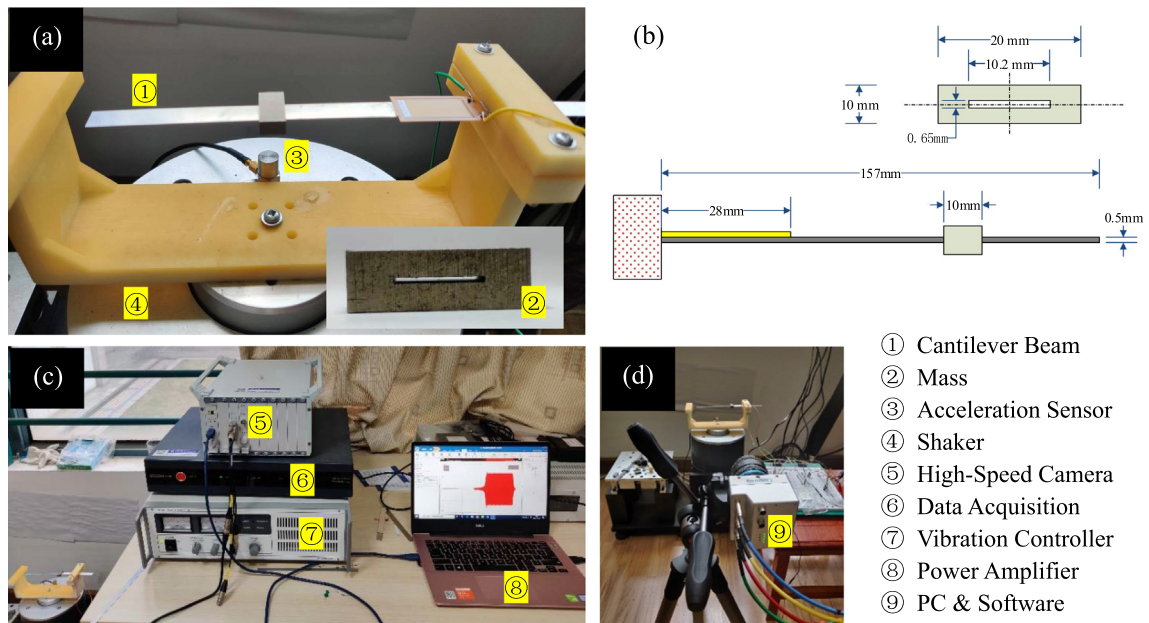 (a)
①
③
④
②
(b)
20 mm
10.2 mm
10 mm
0.65mm
157mm
28mm
10mm
0.5mm
(c)
⑤
⑥
⑦
⑧
DELL
(d)
⑨
① Cantilever Beam
② Mass
③ Acceleration Sensor
④ Shaker
⑤ High-Speed Camera
⑥ Data Acquisition
⑦ Vibration Controller
⑧ Power Amplifier
⑨ PC & Software